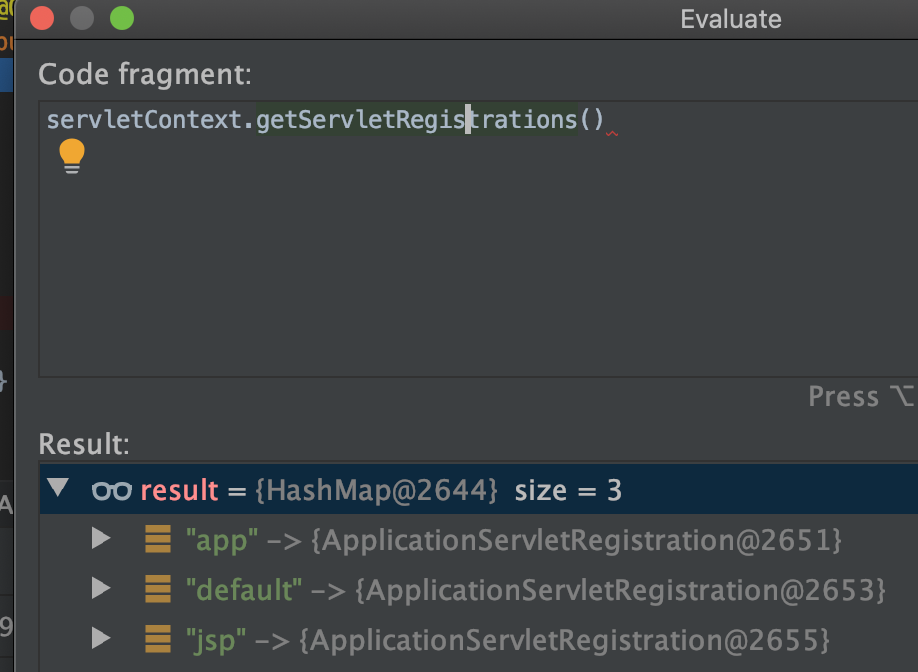 Evaluate
Code fragment:
servletContext.getServletRegistrations()
Press ⌥
Result:
result = {HashMap@2644} size = 3
"app" -> {ApplicationServletRegistration@2651}
"default" -> {ApplicationServletRegistration@2653}
"jsp" -> {ApplicationServletRegistration@2655}